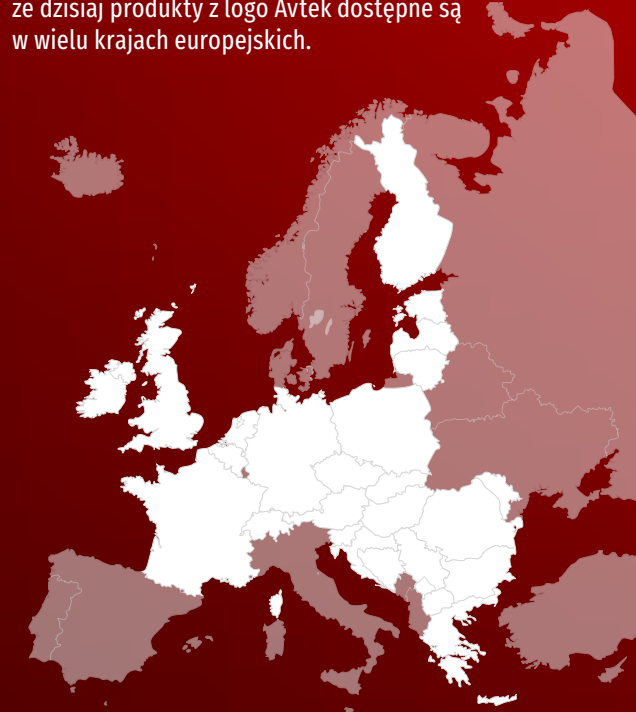 że dzisiaj produkty z logo Avtek dostępne są
w wielu krajach europejskich.